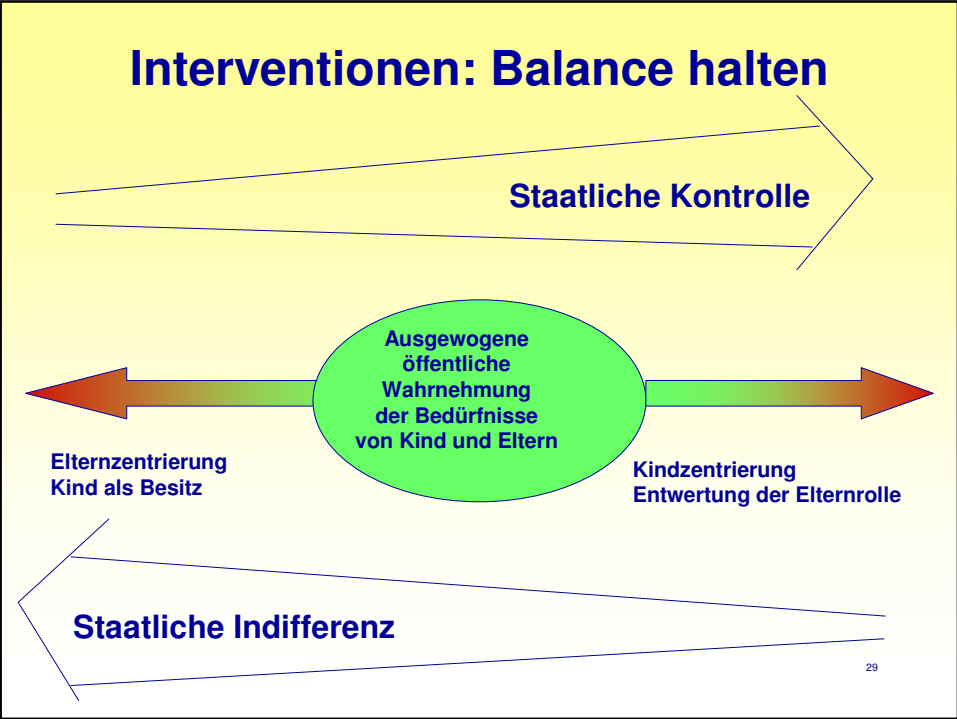 Interventionen: Balance halten
Staatliche Kontrolle
Ausgewogene
öffentliche
Wahrnehmung
der Bedürfnisse
von Kind und Eltern
Elternzentrierung
Kind als Besitz
Kindzentrierung
Entwertung der Elternrolle
Staatliche Indifferenz
29